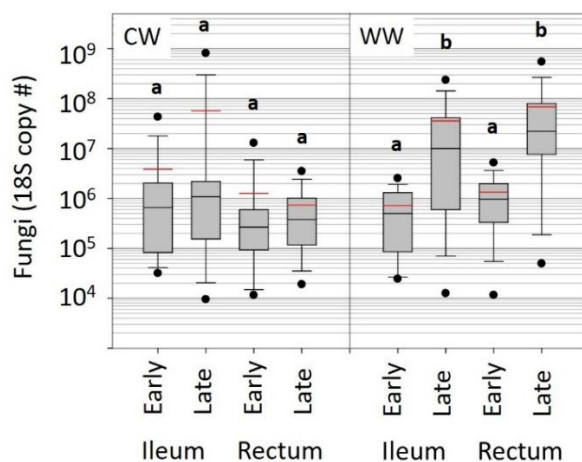 CW
WW
a
a
a
a
a
b
a
b
Fungi (18S copy #)
10⁹
10⁸
10⁷
10⁶
10⁵
10⁴
Early
Late
Early
Late
Early
Late
Early
Late
Ileum
Rectum
Ileum
Rectum